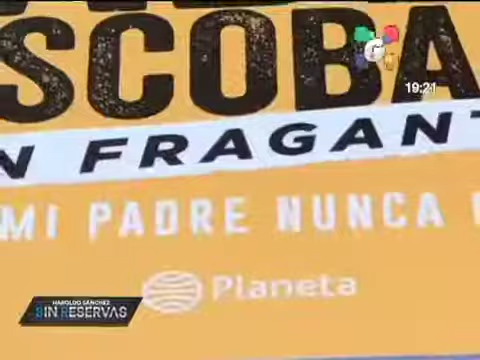 SCOBA
N FRAGANT
MI PADRE NUNCA
Planeta
19:21
HAROLDO SÁNCHEZ
SIN RESERVAS